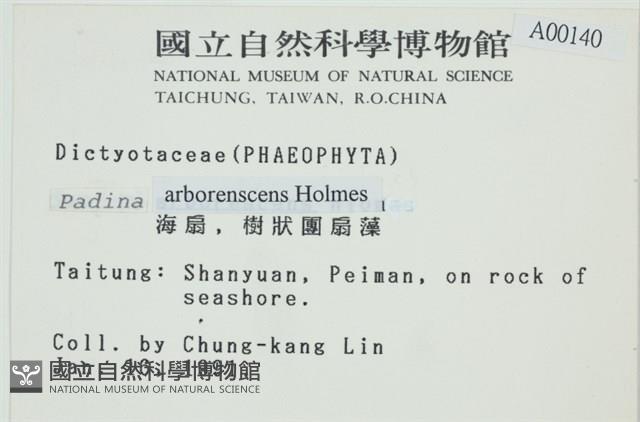 國立自然科學博物館
A00140
NATIONAL MUSEUM OF NATURAL SCIENCE
TAICHUNG, TAIWAN, R.O.CHINA
Dictyotaceae (PHAEOPHYTA)
Padina arborenscens Holmes
海扇, 樹狀團扇藻
Taitung: Shanyuan, Peiman, on rock of
seashore.
Coll. by Chung-kang Lin
國立自然科學博物館
NATIONAL MUSEUM OF NATURAL SCIENCE